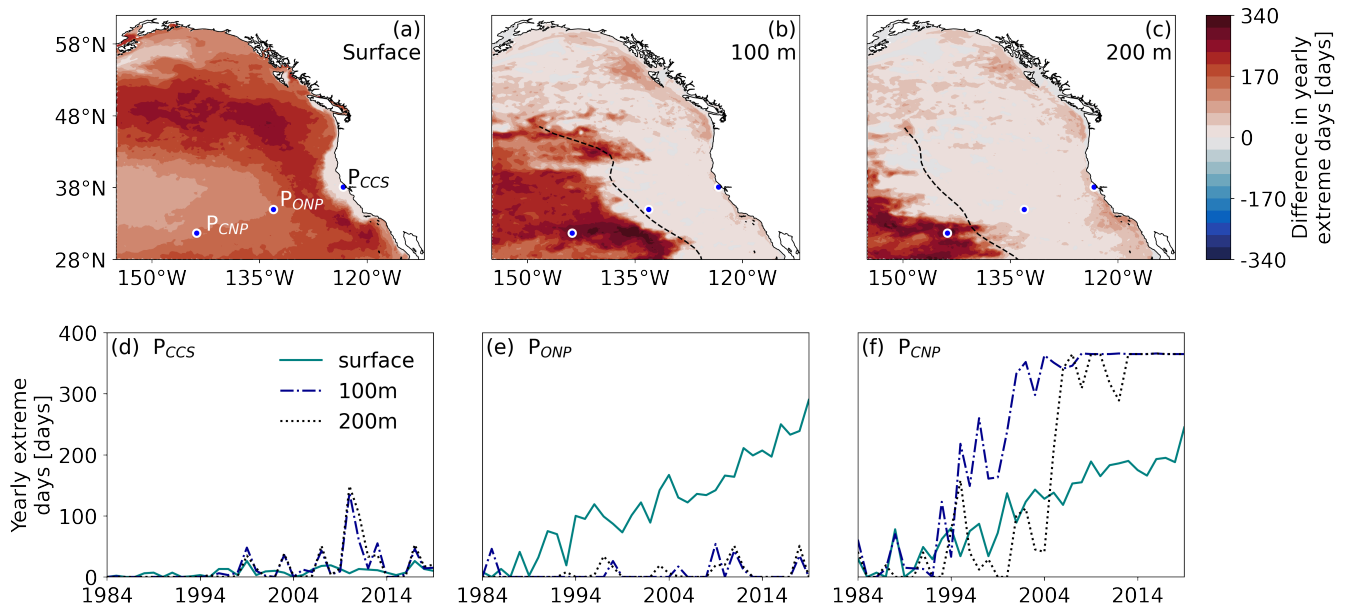 (a)
Surface
(b)
100 m
(c)
200 m
58°N
48°N
38°N
28°N
P_CCS
P_ONP
P_CNP
150°W 135°W 120°W
150°W 135°W 120°W
150°W 135°W 120°W
340
170
0
-170
-340
Difference in yearly
extreme days [days]
(d) P_CCS
surface
100m
200m
(e) P_ONP
(f) P_CNP
400
300
200
100
0
Yearly extreme
days [days]
1984 1994 2004 2014
1984 1994 2004 2014
1984 1994 2004 2014